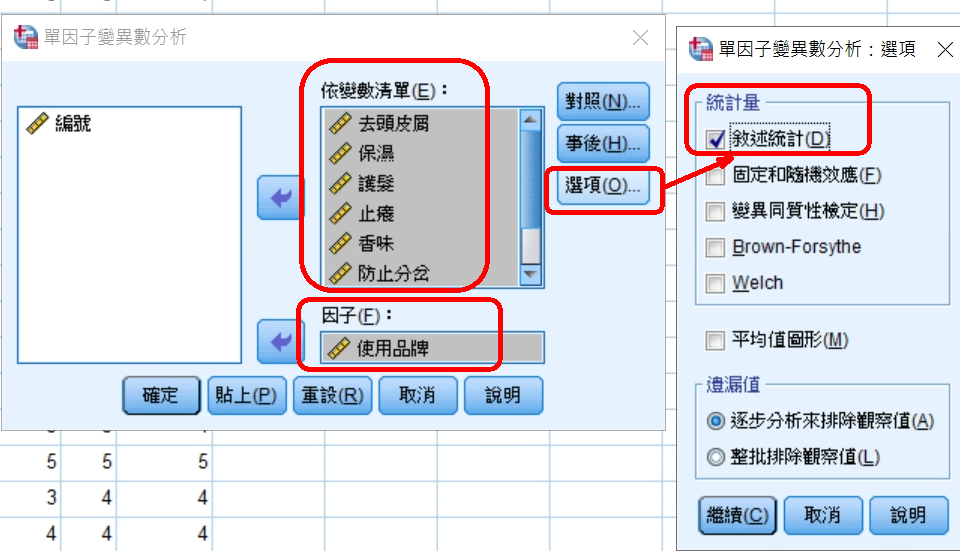 單因子變異數分析
編號
依變數清單(E)：
去頭皮屑
保濕
護髮
止癢
香味
防止分岔
因子(F)：
使用品牌
對照(N)...
事後(H)...
選項(O)...
確定
貼上(P)
重設(R)
取消
說明
單因子變異數分析：選項
統計量
敘述統計(D)
固定和隨機效應(F)
變異同質性檢定(H)
Brown-Forsythe
Welch
平均值圖形(M)
遺漏值
逐步分析來排除觀察值(A)
整批排除觀察值(L)
繼續(C)
取消
說明
5 5 5
3 4 4
4 4 4